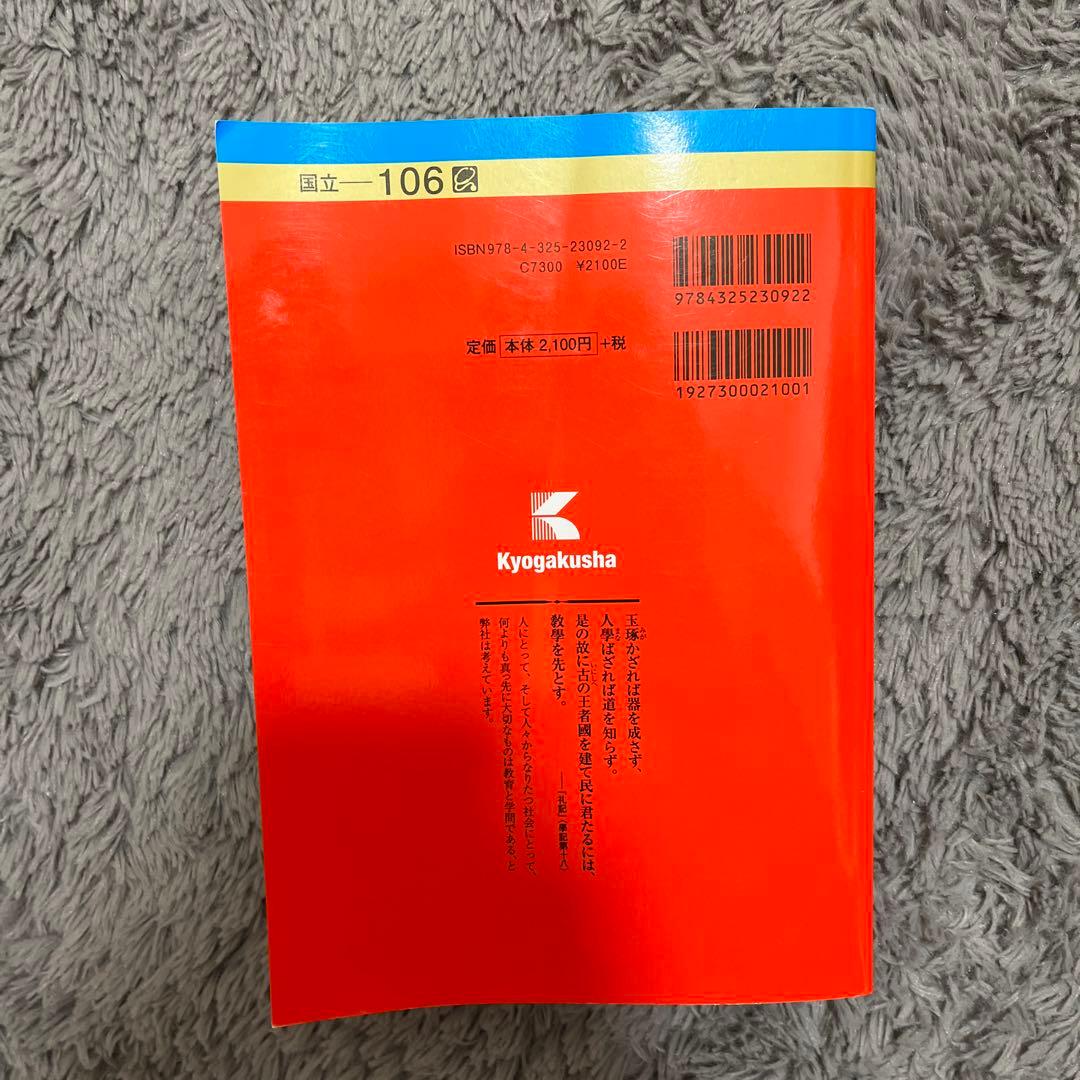 国立―106
ISBN978-4-325-23092-2
C7300 ¥2100E
9784325230922
定価 本体 2,100円 +税
1927300021001
Kyogakusha
玉琢かざれば器を成さず、
人學ばざれば道を知らず。
是の故に古の王者國を建て民に君たるには、
敎學を先とす。
―『礼記』(學記第十八)
人にとって、そして人々からなりたつ社会にとって、
何よりも真っ先に大切なものは教育と学問である、と
弊社は考えています。